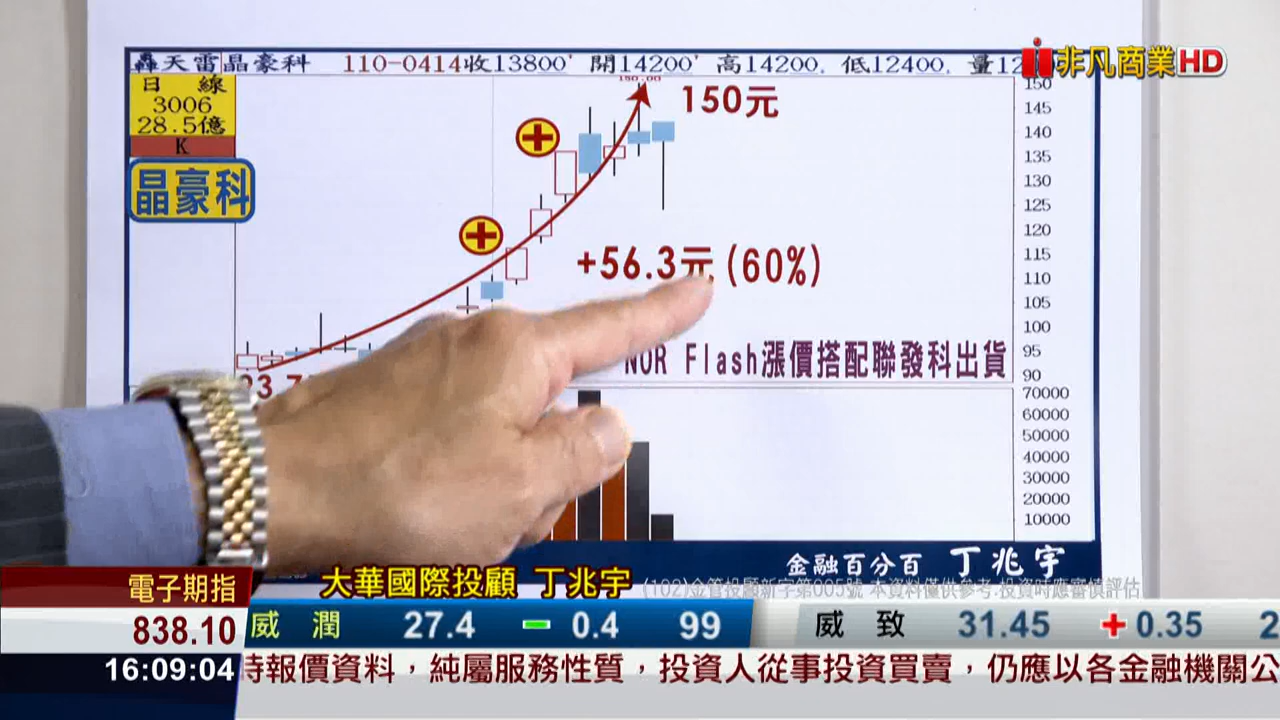 轟天雷晶豪科 110-0414收13800' 開14200' 高14200. 低12400. 量12
非凡商業HD
日 線
3006
28.5億
K
晶豪科
150.00
150元
+56.3元(60%)
NOR Flash漲價搭配聯發科出貨
150
145
140
135
130
125
120
115
110
105
100
95
90
70000
60000
50000
40000
30000
20000
10000
金融百分百 丁兆宇
大華國際投顧 丁兆宇
(102)金管投顧新字第005號 本資料僅供參考.投資時應審慎評估
電子期指
838.10
16:09:04
威 潤 27.4 0.4 99
威 致 31.45 + 0.35 2
時報價資料，純屬服務性質，投資人從事投資買賣，仍應以各金融機關公